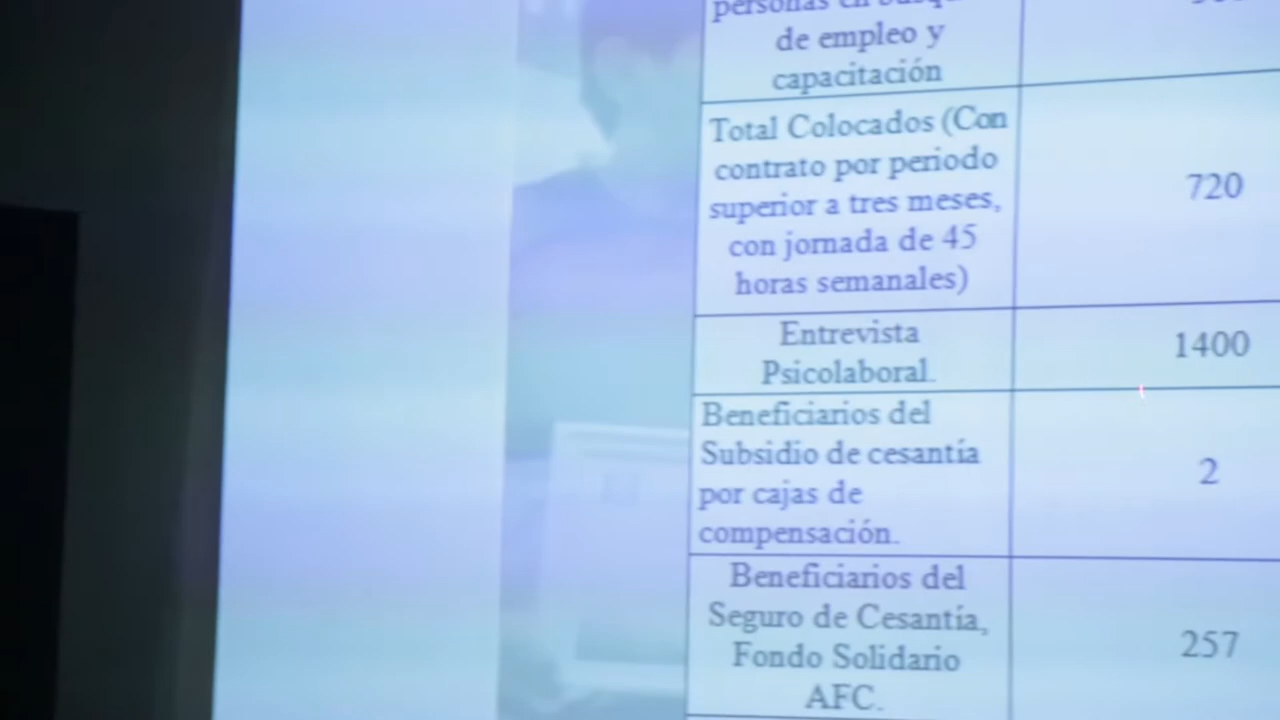 personas en
de empleo y
capacitación
Total Colocados (Con
contrato por periodo
superior a tres meses,
con jornada de 45
horas semanales)
720
Entrevista
Psicolaboral.
1400
Beneficiarios del
Subsidio de cesantía
por cajas de
compensación.
2
Beneficiarios del
Seguro de Cesantía,
Fondo Solidario
AFC.
257